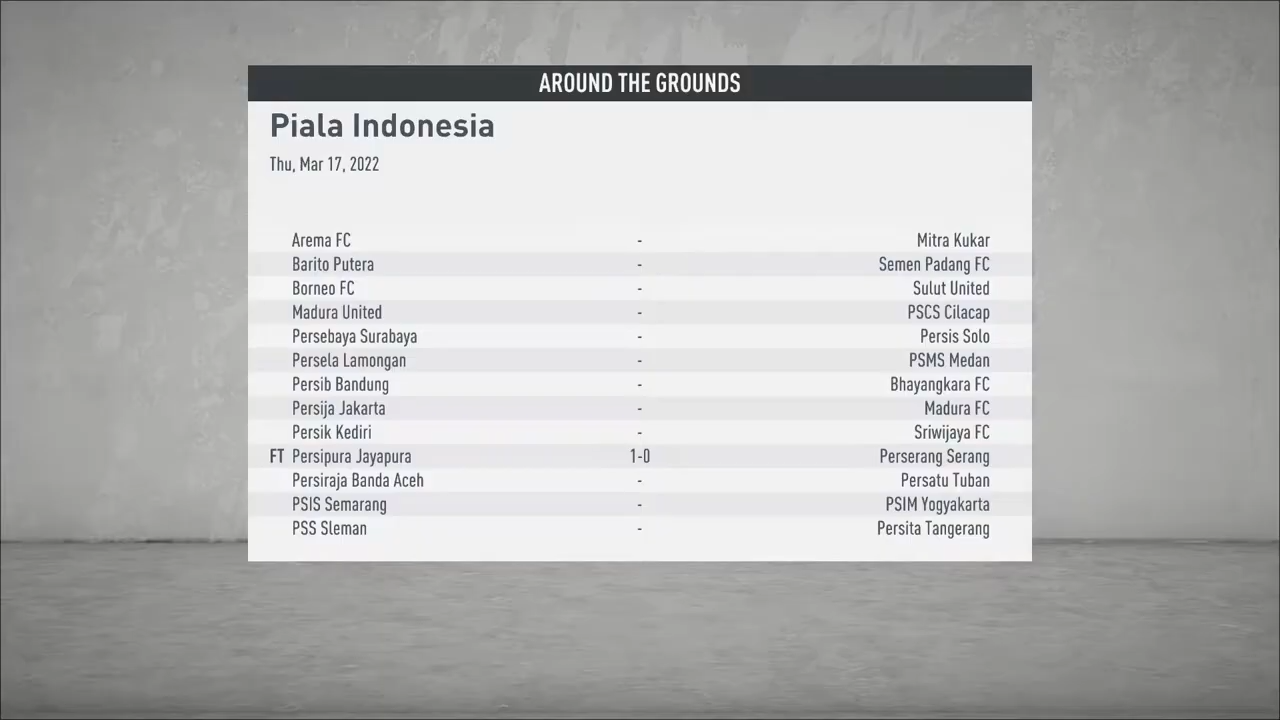 AROUND THE GROUNDS
Piala Indonesia
Thu, Mar 17, 2022
Arema FC - Mitra Kukar
Barito Putera - Semen Padang FC
Borneo FC - Sulut United
Madura United - PSCS Cilacap
Persebaya Surabaya - Persis Solo
Persela Lamongan - PSMS Medan
Persib Bandung - Bhayangkara FC
Persija Jakarta - Madura FC
Persik Kediri - Sriwijaya FC
FT Persipura Jayapura 1-0 Perserang Serang
Persiraja Banda Aceh - Persatu Tuban
PSIS Semarang - PSIM Yogyakarta
PSS Sleman - Persita Tangerang